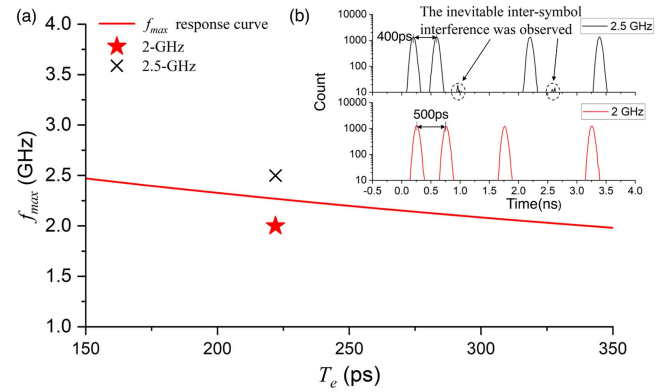 (a)
f_max response curve
2-GHz
2.5-GHz
4.0
3.5
3.0
2.5
2.0
1.5
1.0
f_max (GHz)
150
200
250
300
350
T_e (ps)
(b)
The inevitable inter-symbol
interference was observed
2.5 GHz
400ps
10000
1000
100
10
Count
2 GHz
500ps
10000
1000
100
10
-0.5
0.0
0.5
1.0
1.5
2.0
2.5
3.0
3.5
4.0
Time(ns)